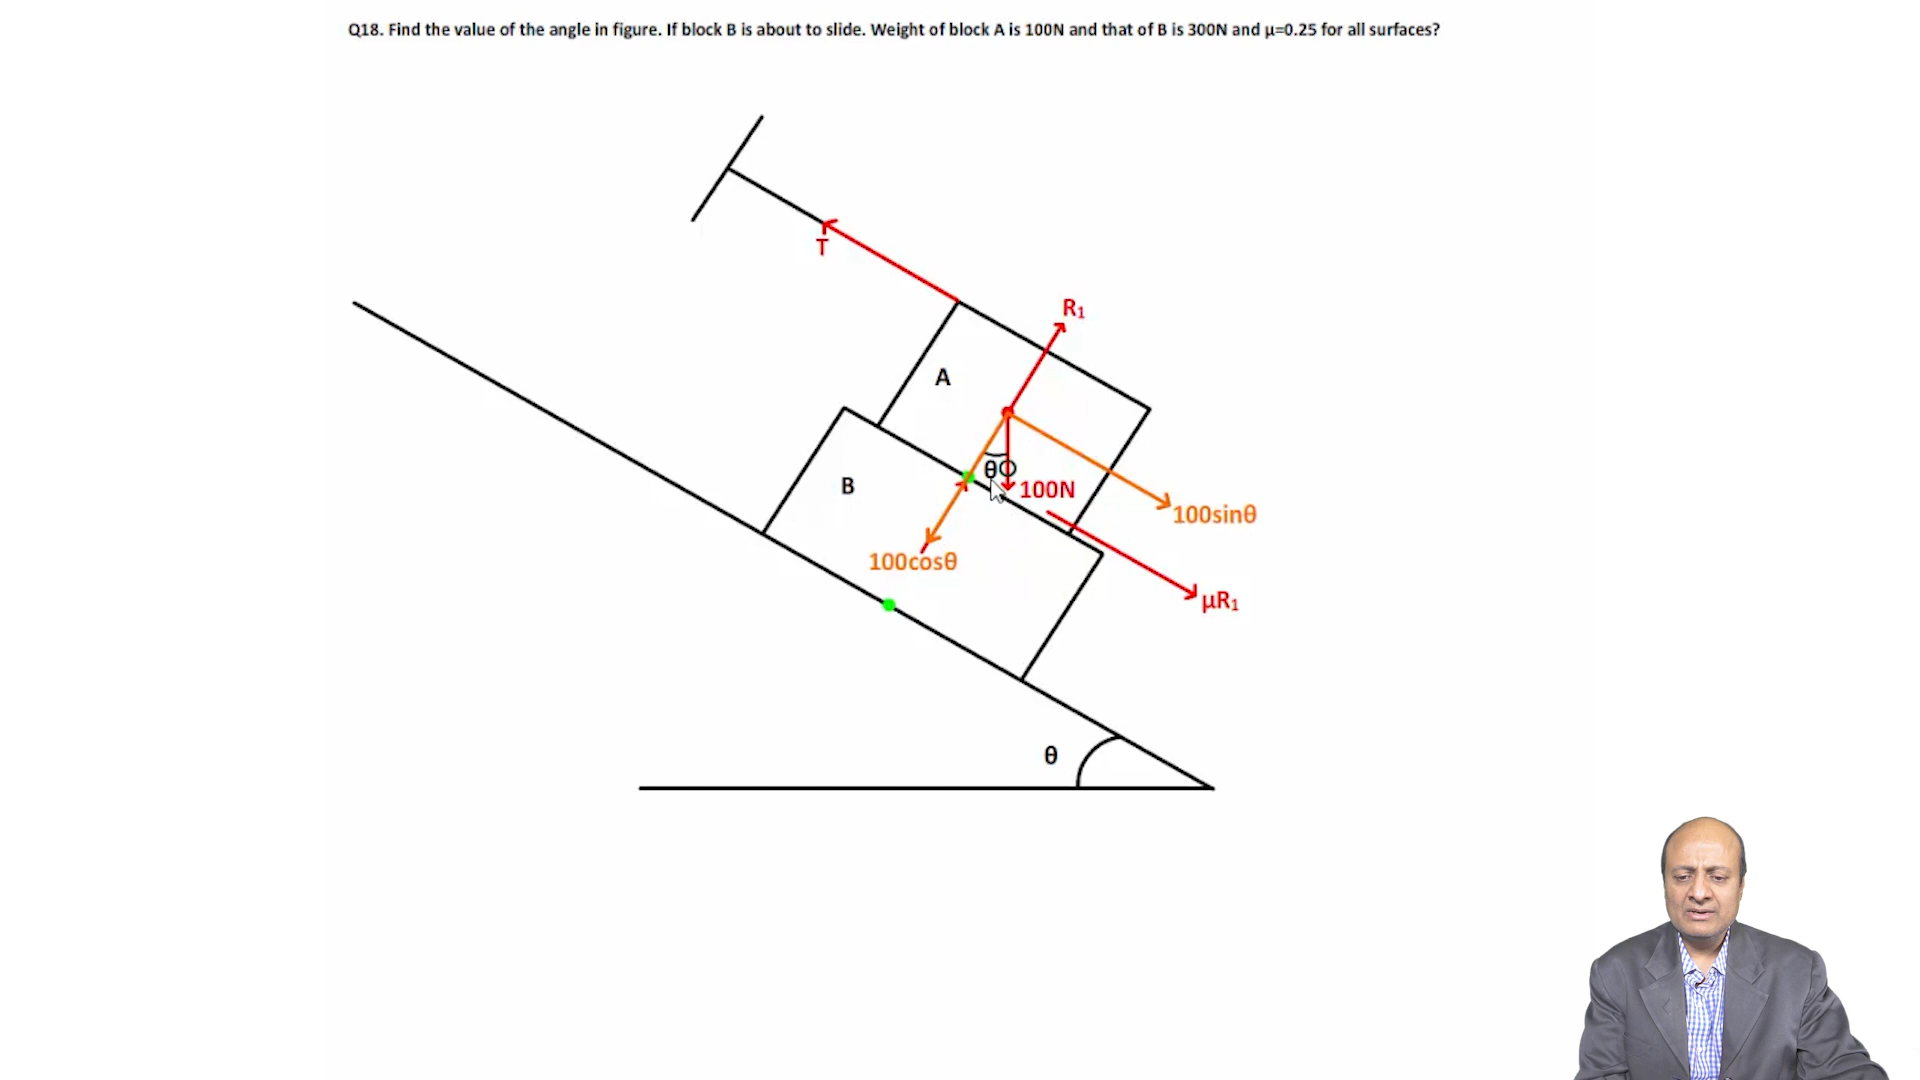 Q18. Find the value of the angle in figure. If block B is about to slide. Weight of block A is 100N and that of B is 300N and µ=0.25 for all surfaces?
T
R₁
A
θΦ
B
100N
100sinθ
100cosθ
µR₁
θ